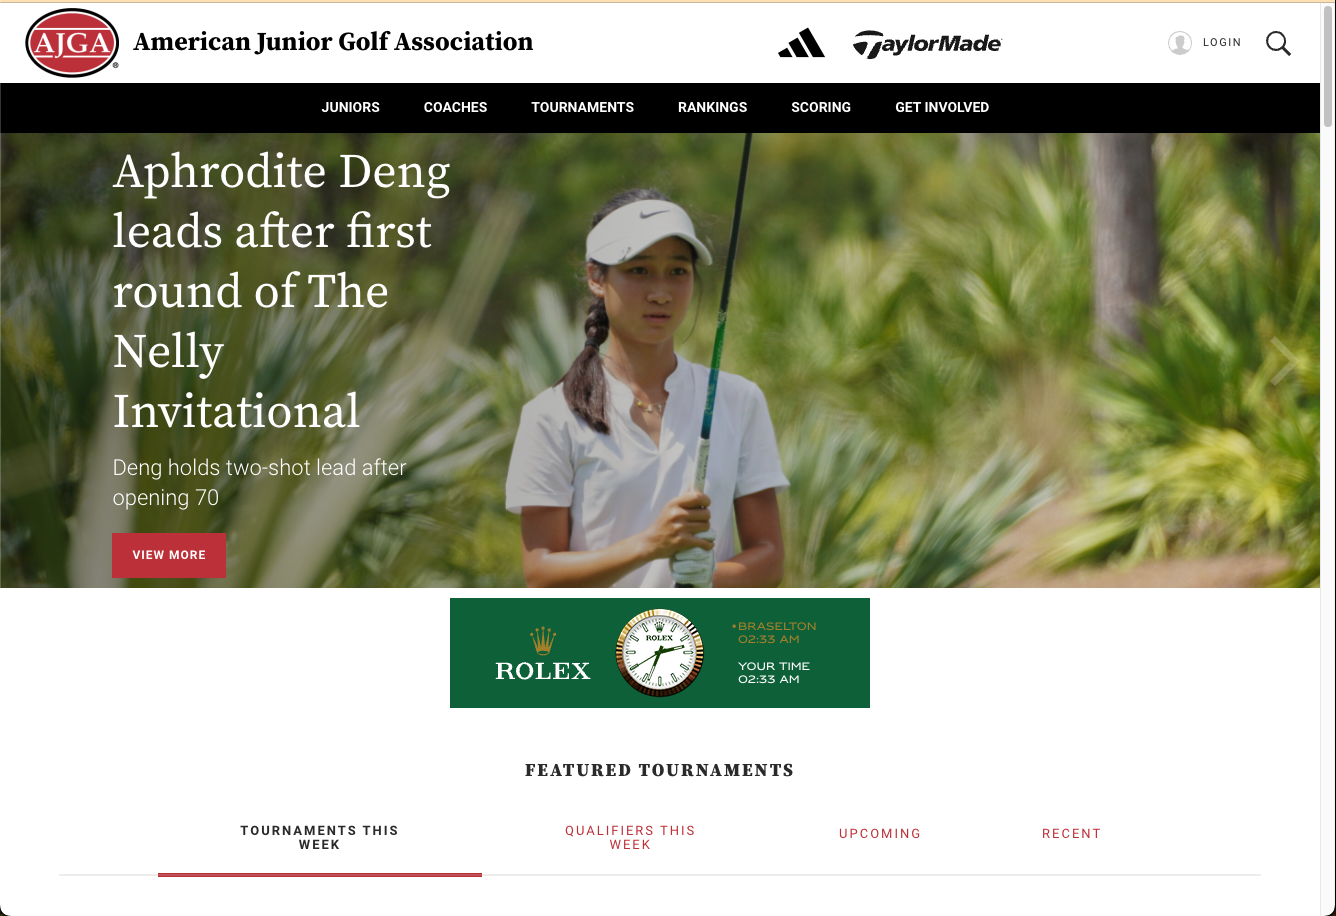 AJGA
®
American Junior Golf Association
TaylorMade
LOGIN
JUNIORS
COACHES
TOURNAMENTS
RANKINGS
SCORING
GET INVOLVED
Aphrodite Deng
leads after first
round of The
Nelly
Invitational
Deng holds two-shot lead after
opening 70
VIEW MORE
ROLEX
ROLEX
•BRASELTON
02:33 AM
YOUR TIME
02:33 AM
FEATURED TOURNAMENTS
TOURNAMENTS THIS
WEEK
QUALIFIERS THIS
WEEK
UPCOMING
RECENT